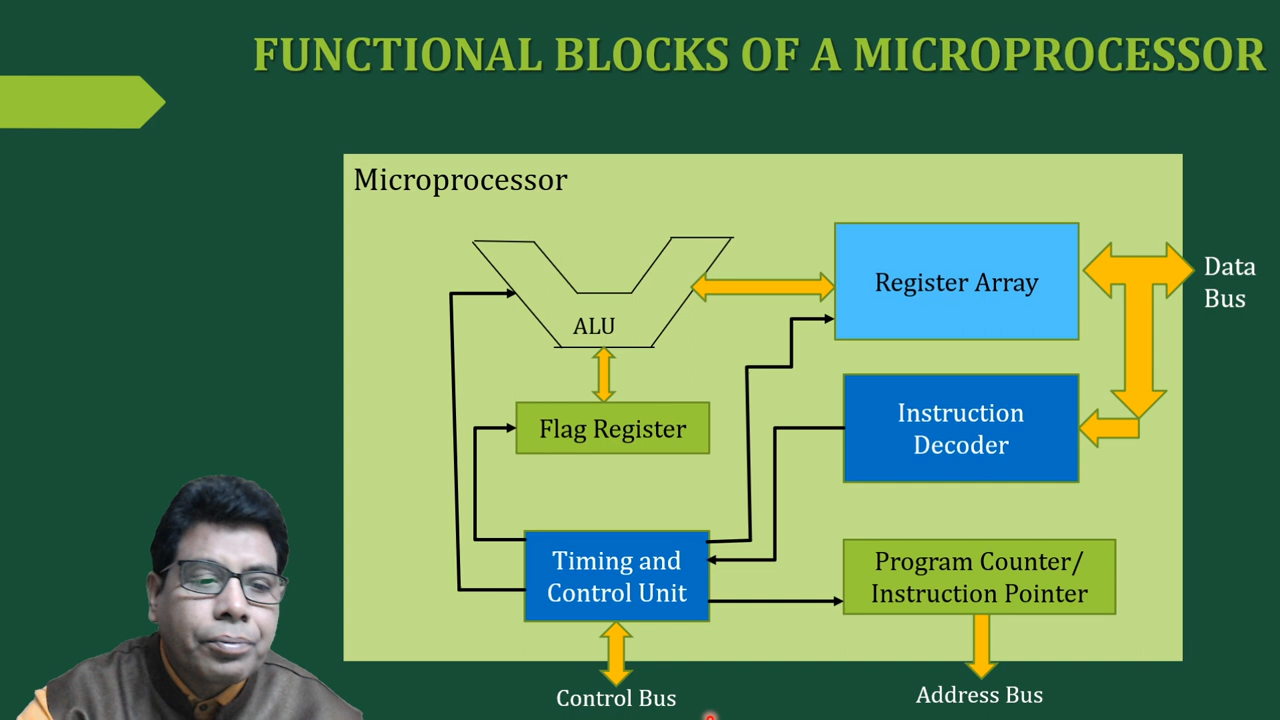 FUNCTIONAL BLOCKS OF A MICROPROCESSOR
Microprocessor
ALU
Register Array
Data
Bus
Flag Register
Instruction
Decoder
Timing and
Control Unit
Program Counter/
Instruction Pointer
Control Bus
Address Bus